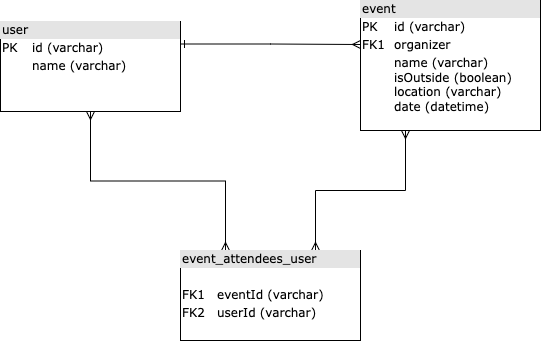 user
PK id (varchar)
name (varchar)
event
PK id (varchar)
FK1 organizer
name (varchar)
isOutside (boolean)
location (varchar)
date (datetime)
event_attendees_user
FK1 eventId (varchar)
FK2 userId (varchar)